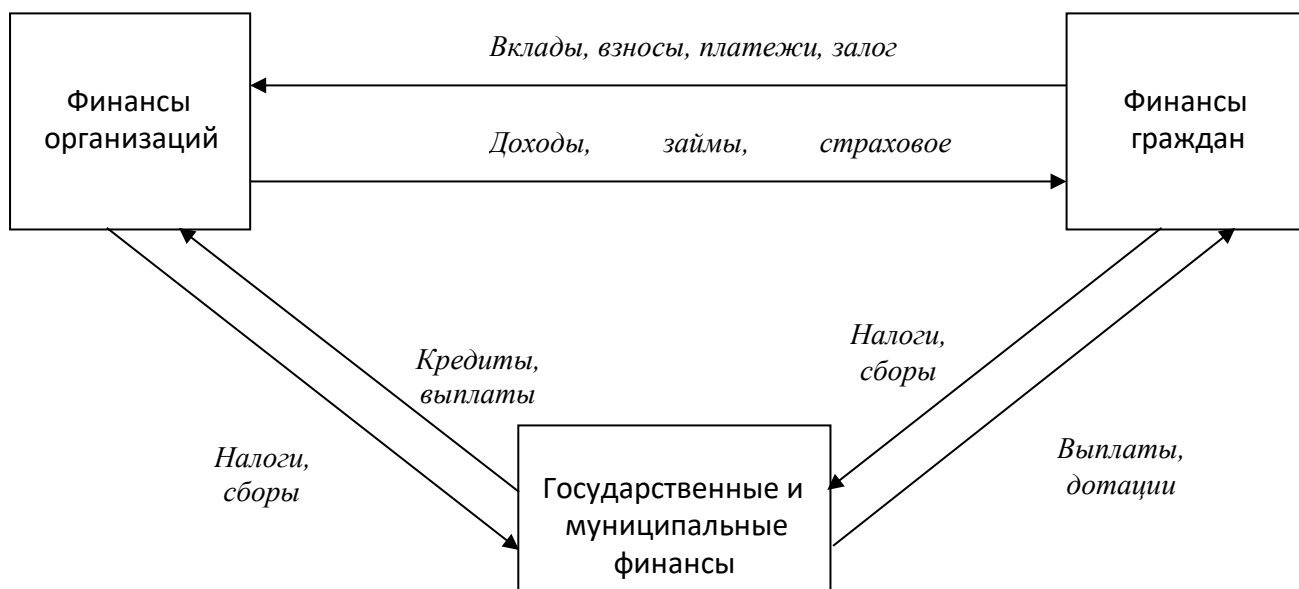 Вклады, взносы, платежи, залог
Финансы
организаций
Финансы
граждан
Доходы, займы, страховое
Налоги,
сборы
Кредиты,
выплаты
Налоги,
сборы
Выплаты,
дотации
Государственные и
муниципальные
финансы